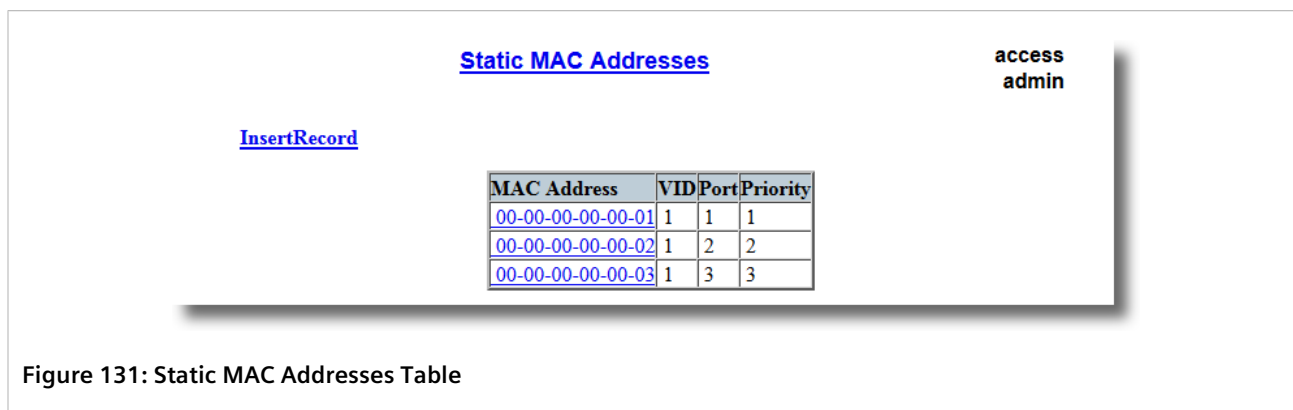 Static MAC Addresses
access
admin
InsertRecord
MAC Address VID Port Priority
00-00-00-00-00-01 1 1 1
00-00-00-00-00-02 1 2 2
00-00-00-00-00-03 1 3 3
Figure 131: Static MAC Addresses Table